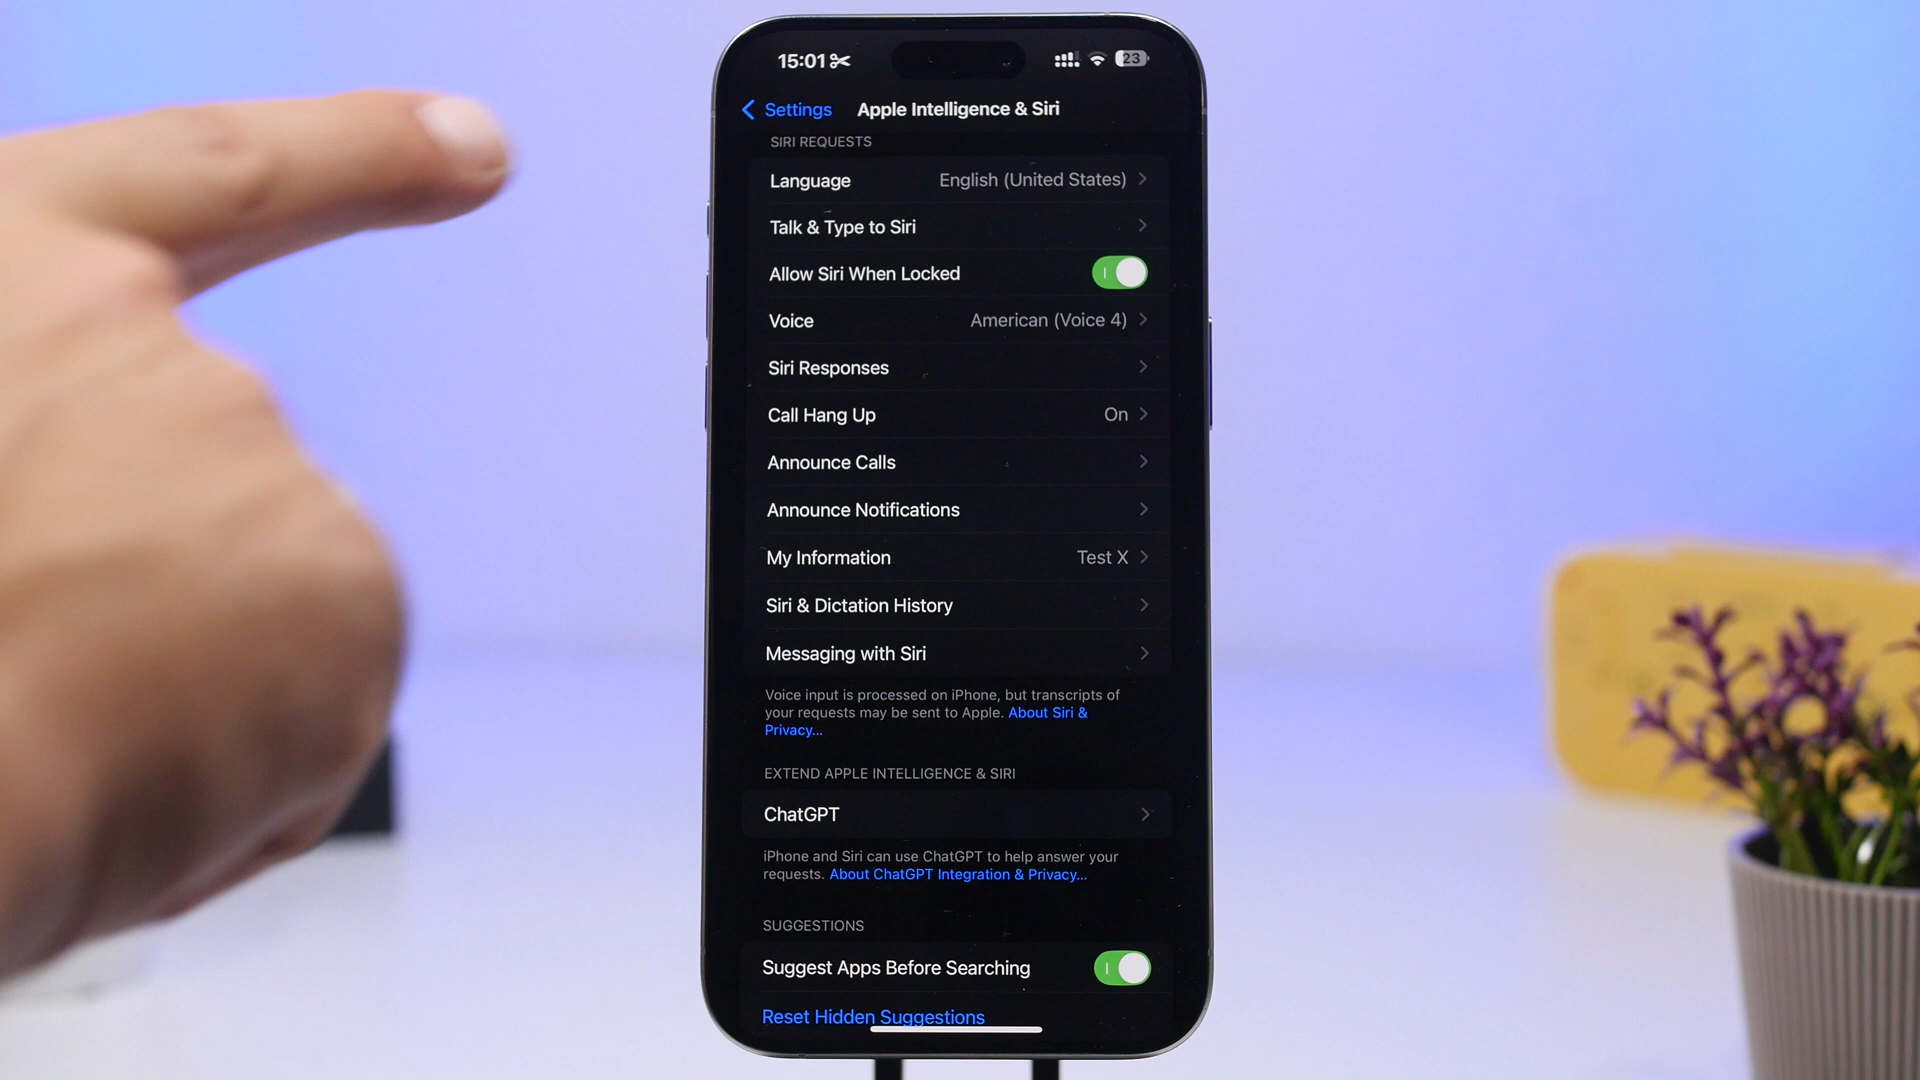 15:01
23
Settings
Apple Intelligence & Siri
SIRI REQUESTS
Language English (United States)
Talk & Type to Siri
Allow Siri When Locked
Voice American (Voice 4)
Siri Responses
Call Hang Up On
Announce Calls
Announce Notifications
My Information Test X
Siri & Dictation History
Messaging with Siri
Voice input is processed on iPhone, but transcripts of
your requests may be sent to Apple. About Siri &
Privacy...
EXTEND APPLE INTELLIGENCE & SIRI
ChatGPT
iPhone and Siri can use ChatGPT to help answer your
requests. About ChatGPT Integration & Privacy...
SUGGESTIONS
Suggest Apps Before Searching
Reset Hidden Suggestions